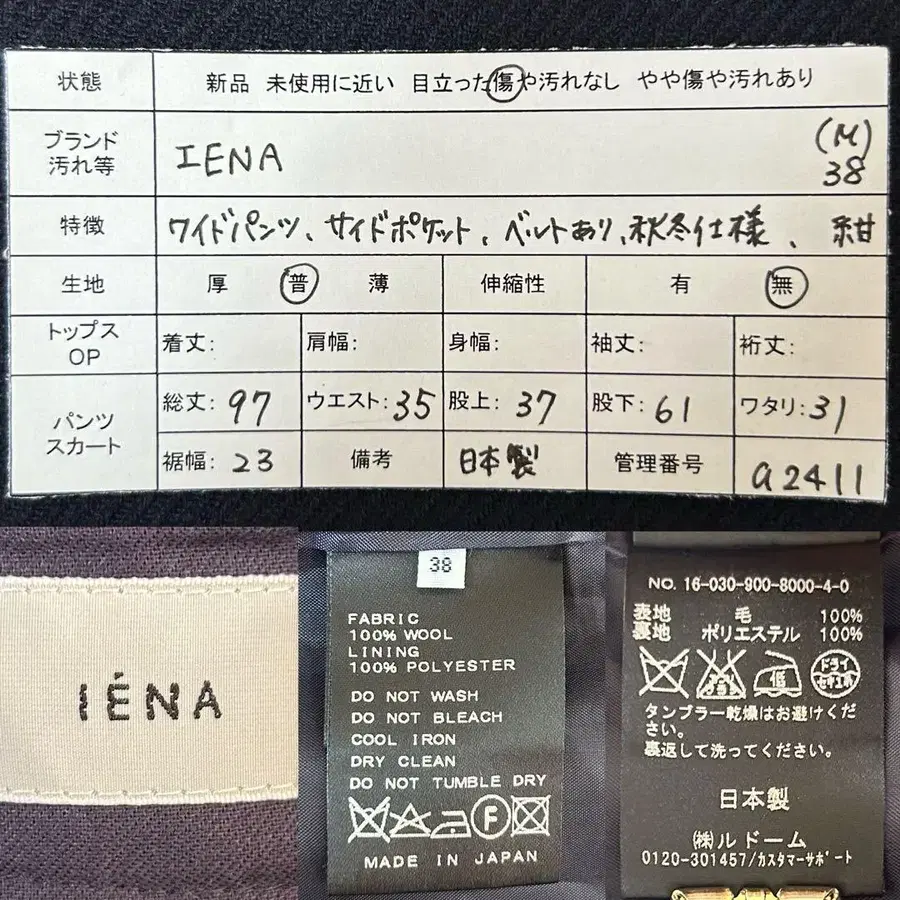 状態 新品 未使用に近い 目立った傷や汚れなし やや傷や汚れあり
ブランド
汚れ等
IENA
(M)
38
特徴 ワイドパンツ、サイドポケット、ベルトあり、秋冬仕様、紺
生地 厚 普 薄 伸縮性 有 無
トップス
OP
着丈: 肩幅: 身幅: 袖丈: 裄丈:
パンツ
スカート
総丈: 97 ウエスト: 35 股上: 37 股下: 61 ワタリ: 31
裾幅: 23 備考 日本製 管理番号 a2411
IÉNA
38
FABRIC
100% WOOL
LINING
100% POLYESTER
DO NOT WASH
DO NOT BLEACH
COOL IRON
DRY CLEAN
DO NOT TUMBLE DRY
F
MADE IN JAPAN
NO. 16-030-900-8000-4-0
表地 毛 100%
裏地 ポリエステル 100%
エンソサラシ
低
ドライ
セキユ系
タンブラー乾燥はお避けくだ
さい。
裏返して洗ってください。
日本製
㈱ルドーム
0120-301457/カスタマーサポート